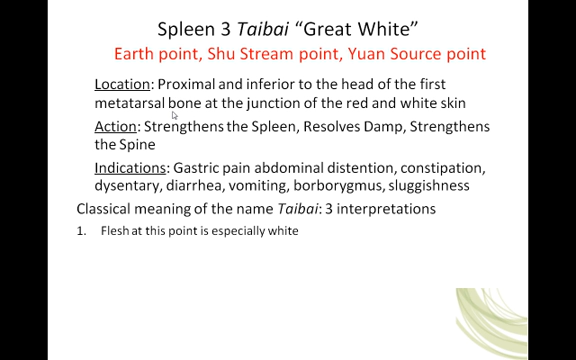 Spleen 3 Taibai “Great White”
Earth point, Shu Stream point, Yuan Source point
Location: Proximal and inferior to the head of the first
metatarsal bone at the junction of the red and white skin
Action: Strengthens the Spleen, Resolves Damp, Strengthens
the Spine
Indications: Gastric pain abdominal distention, constipation,
dysentary, diarrhea, vomiting, borborygmus, sluggishness
Classical meaning of the name Taibai: 3 interpretations
1. Flesh at this point is especially white